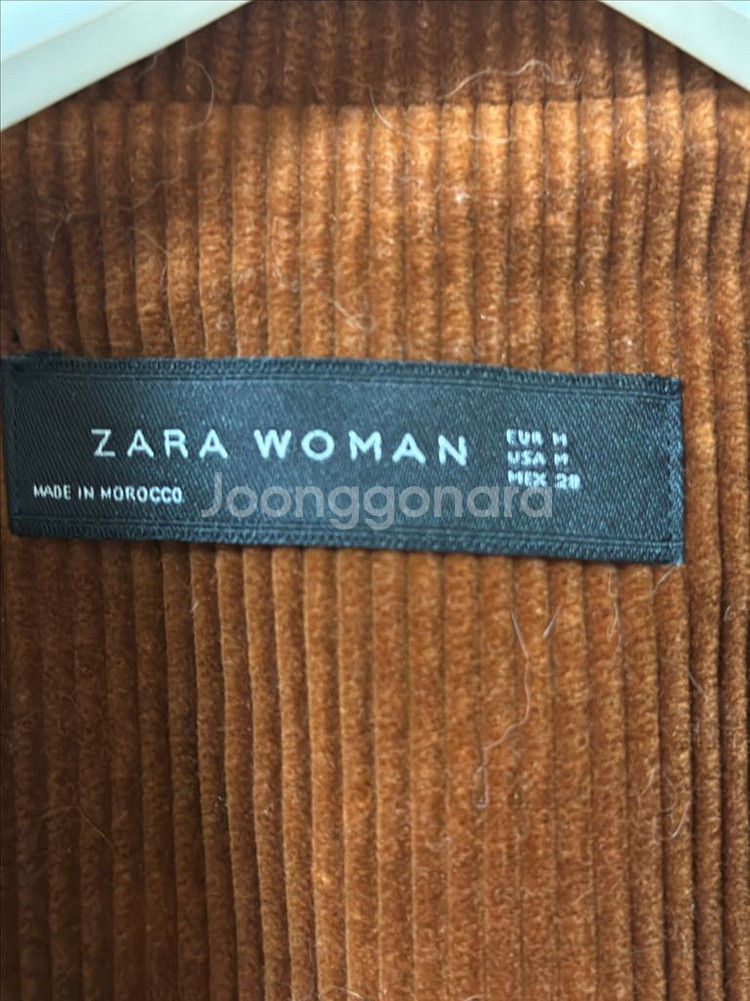 ZARA WOMAN
EUR M
USA M
MEX 28
MADE IN MOROCCO
Joonggonara